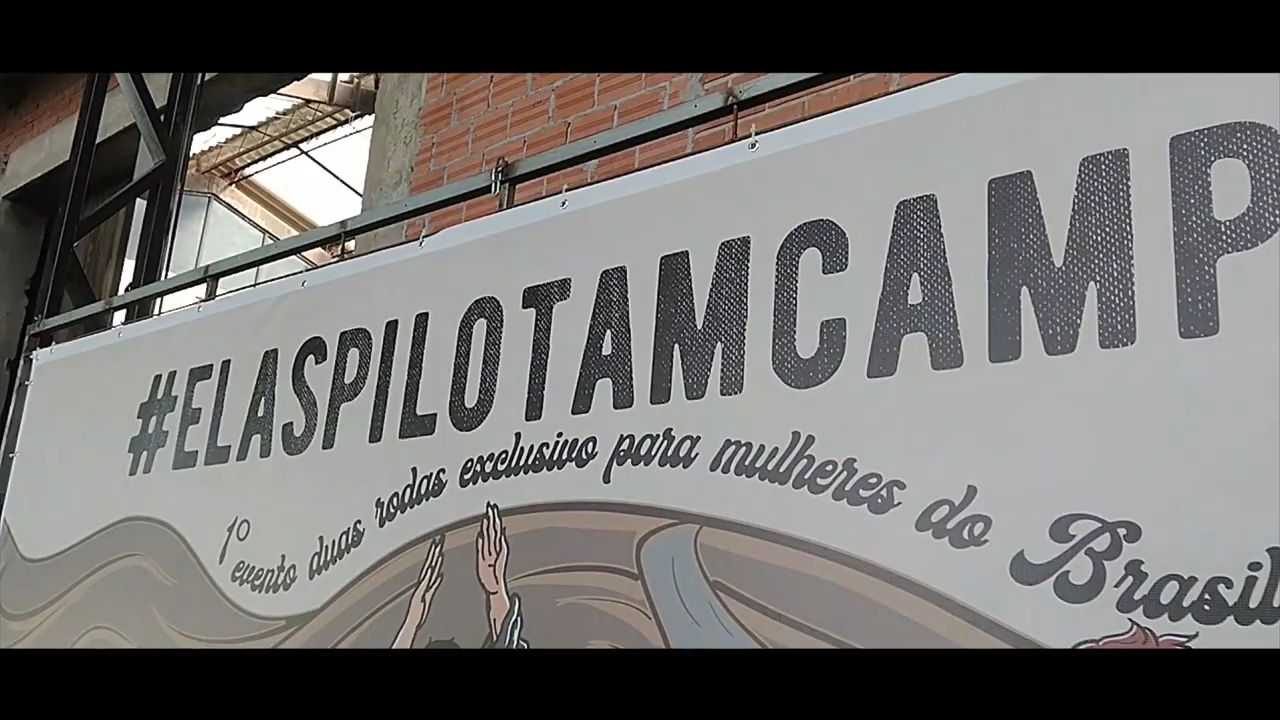 #ELASPILOTAMCAMP
1º evento duas rodas exclusivo para mulheres do Brasil